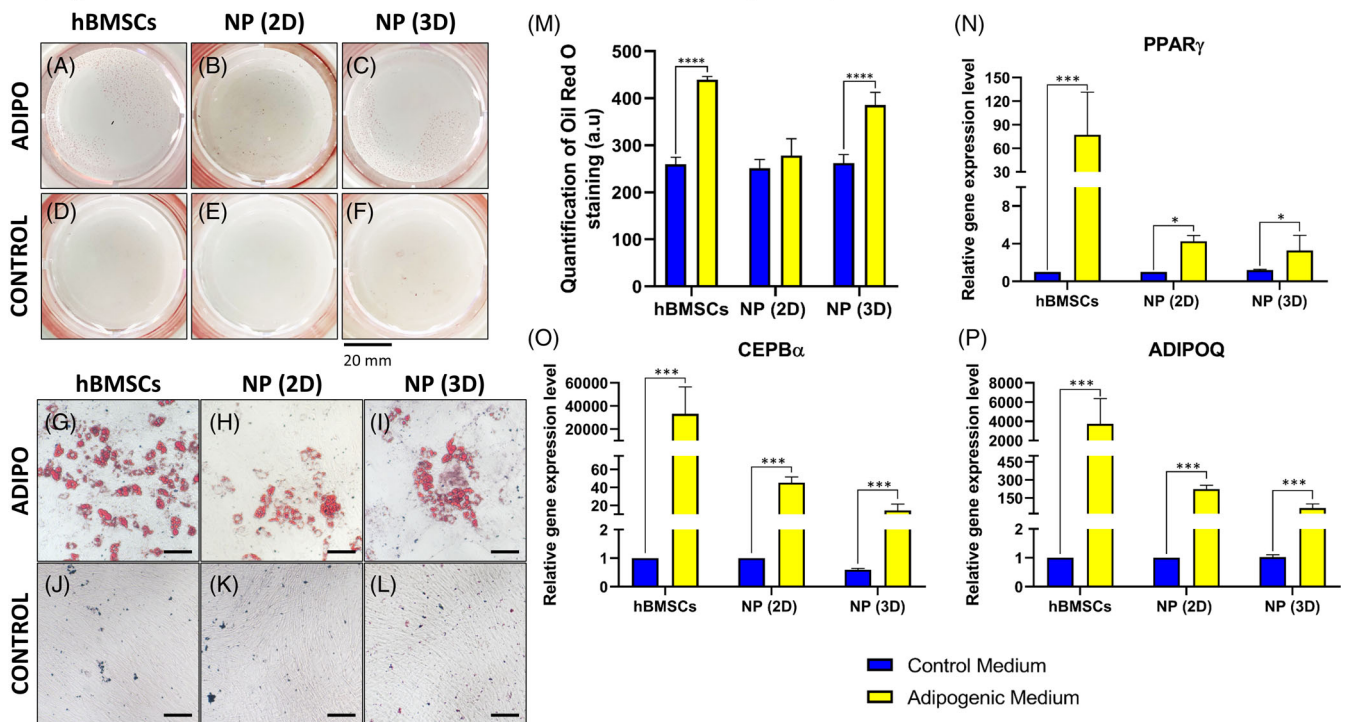 hBMSCs NP (2D) NP (3D)
ADIPO
(A) (B) (C)
CONTROL
(D) (E) (F)
20 mm
hBMSCs NP (2D) NP (3D)
ADIPO
(G) (H) (I)
CONTROL
(J) (K) (L)
(M)
Quantification of Oil Red O
staining (a.u)
500
400
300
200
100
0
**** ****
hBMSCs NP (2D) NP (3D)
(N)
PPARγ
Relative gene expression level
150
120
90
60
30
8
4
0
*** * *
hBMSCs NP (2D) NP (3D)
(O)
CEPBα
Relative gene expression level
60000
40000
20000
60
40
20
2
1
0
*** *** ***
hBMSCs NP (2D) NP (3D)
(P)
ADIPOQ
Relative gene expression level
8000
6000
4000
2000
450
300
150
2
1
0
*** *** ***
hBMSCs NP (2D) NP (3D)
Control Medium
Adipogenic Medium